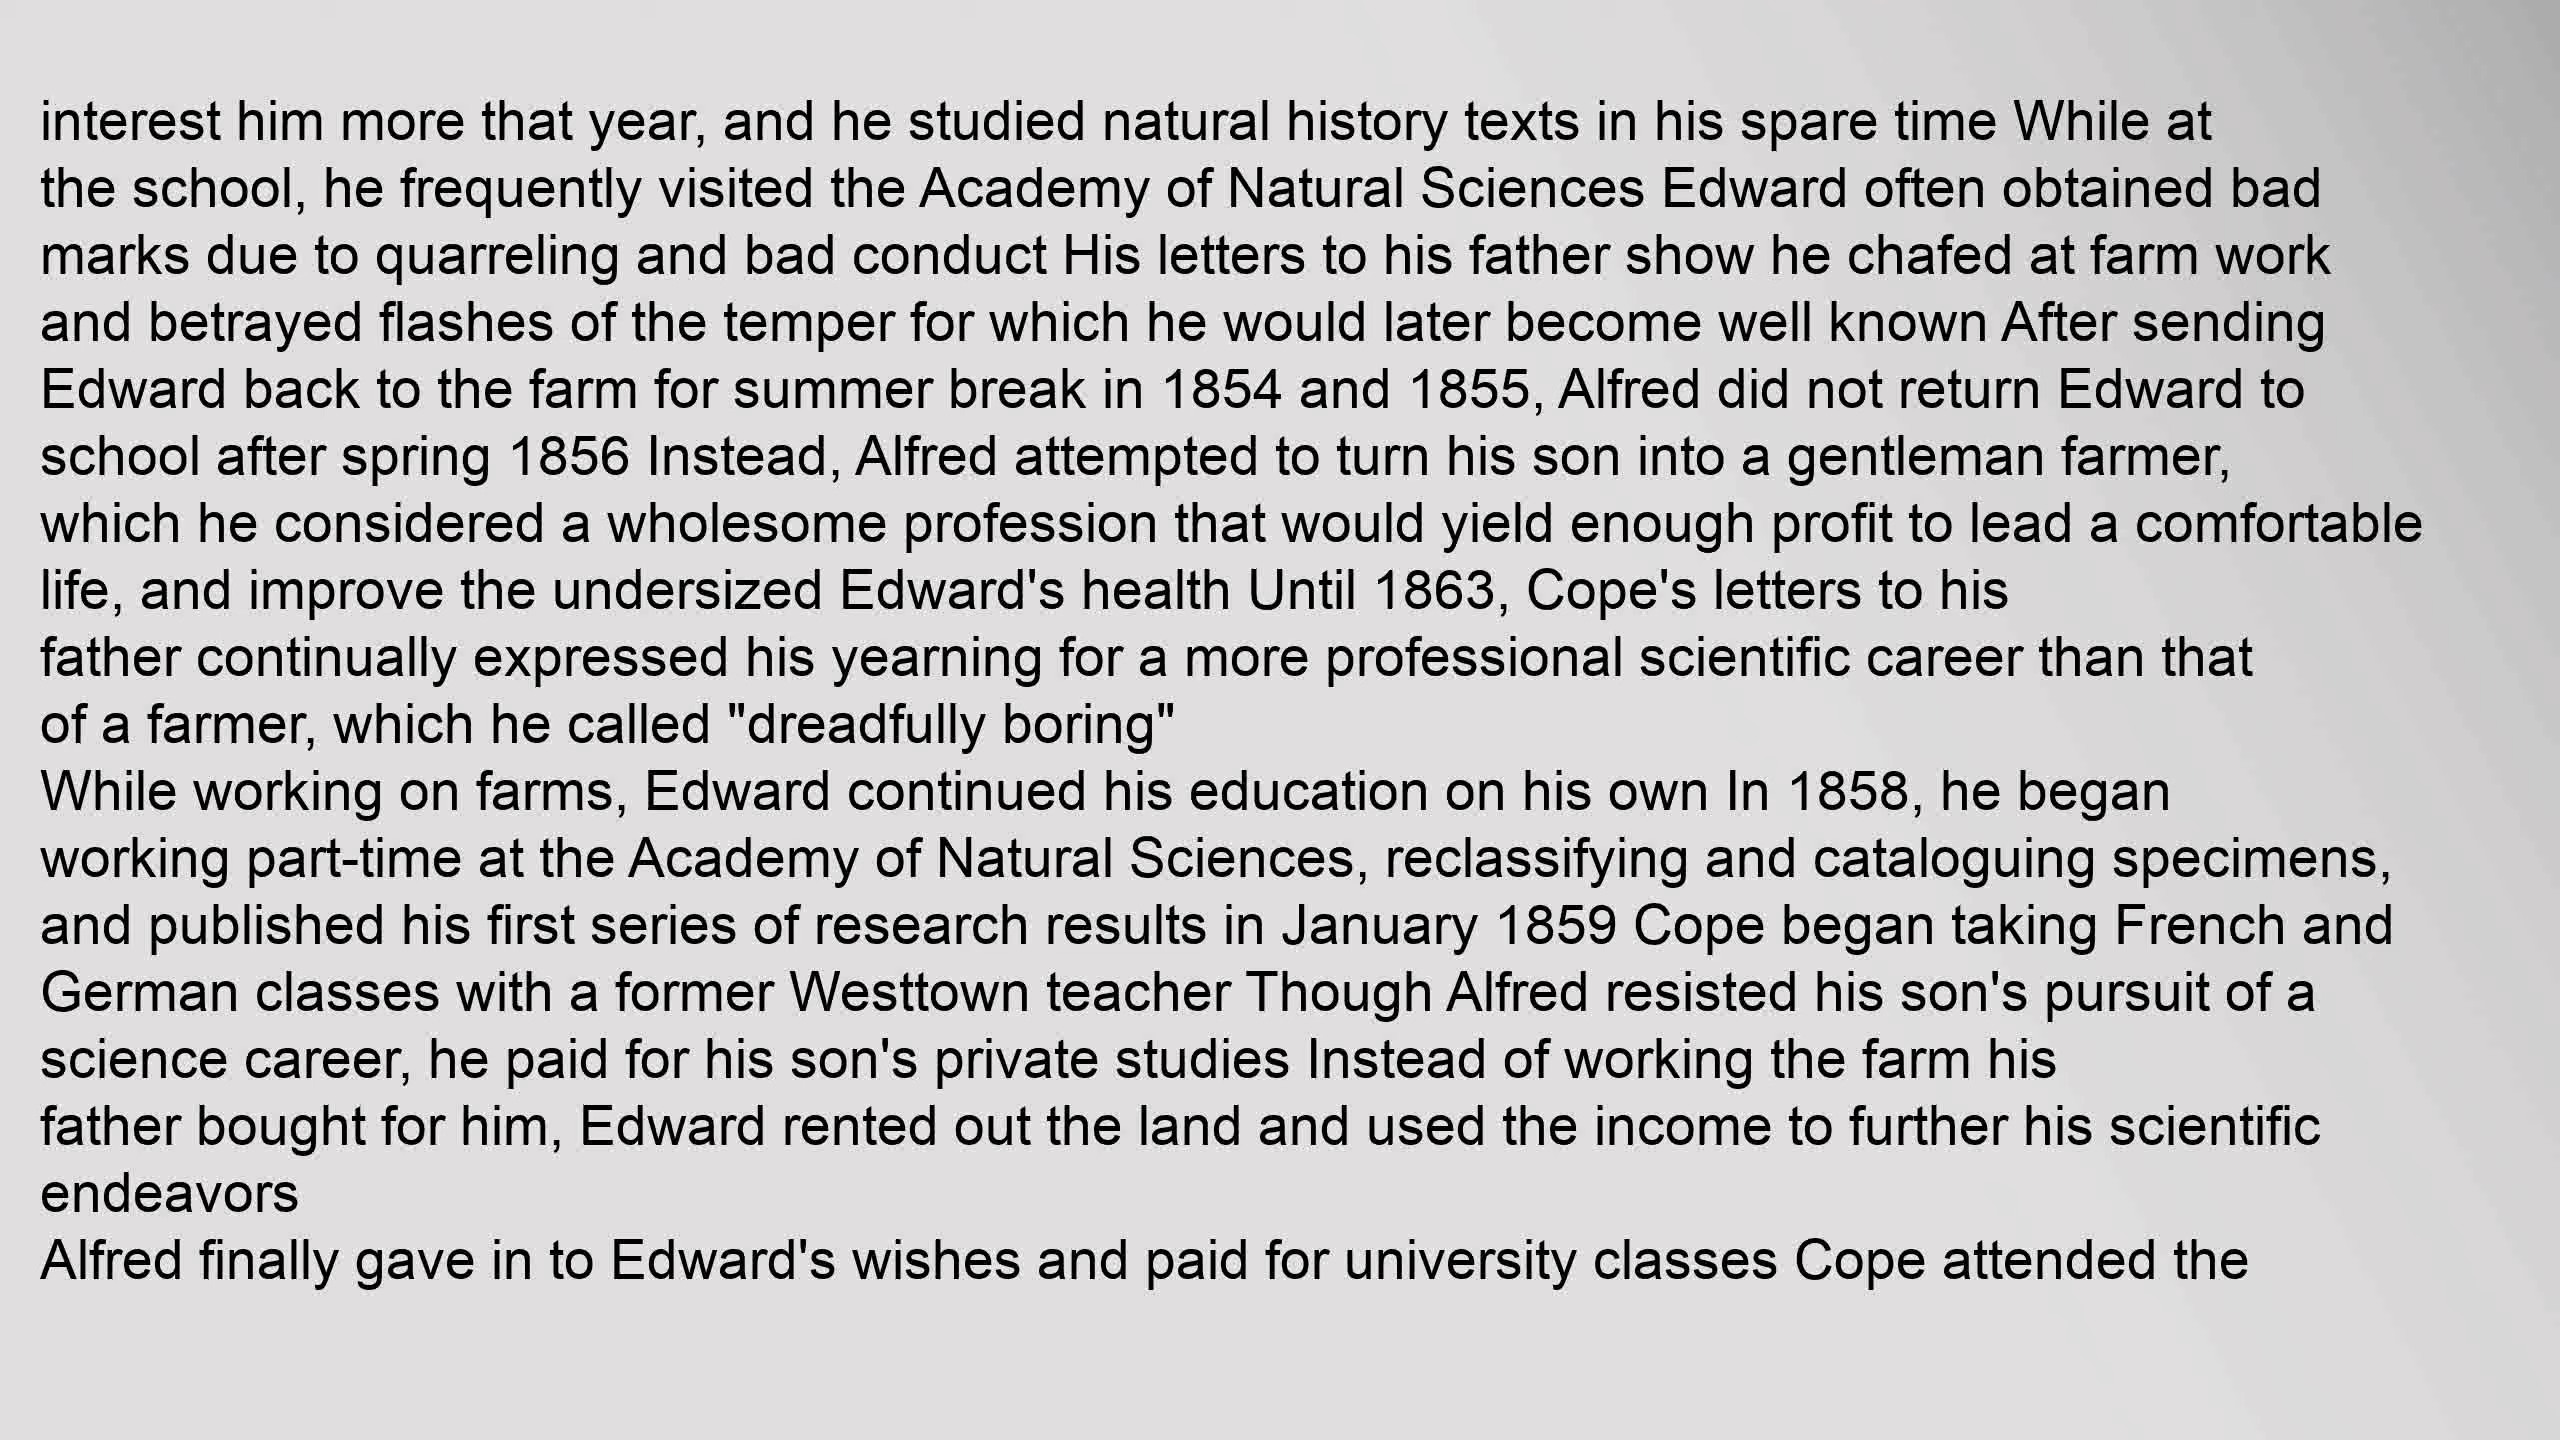 interest him more that year, and he studied natural history texts in his spare time While at
the school, he frequently visited the Academy of Natural Sciences Edward often obtained bad
marks due to quarreling and bad conduct His letters to his father show he chafed at farm work
and betrayed flashes of the temper for which he would later become well known After sending
Edward back to the farm for summer break in 1854 and 1855, Alfred did not return Edward to
school after spring 1856 Instead, Alfred attempted to turn his son into a gentleman farmer,
which he considered a wholesome profession that would yield enough profit to lead a comfortable
life, and improve the undersized Edward's health Until 1863, Cope's letters to his
father continually expressed his yearning for a more professional scientific career than that
of a farmer, which he called "dreadfully boring"
While working on farms, Edward continued his education on his own In 1858, he began
working part-time at the Academy of Natural Sciences, reclassifying and cataloguing specimens,
and published his first series of research results in January 1859 Cope began taking French and
German classes with a former Westtown teacher Though Alfred resisted his son's pursuit of a
science career, he paid for his son's private studies Instead of working the farm his
father bought for him, Edward rented out the land and used the income to further his scientific
endeavors
Alfred finally gave in to Edward's wishes and paid for university classes Cope attended the